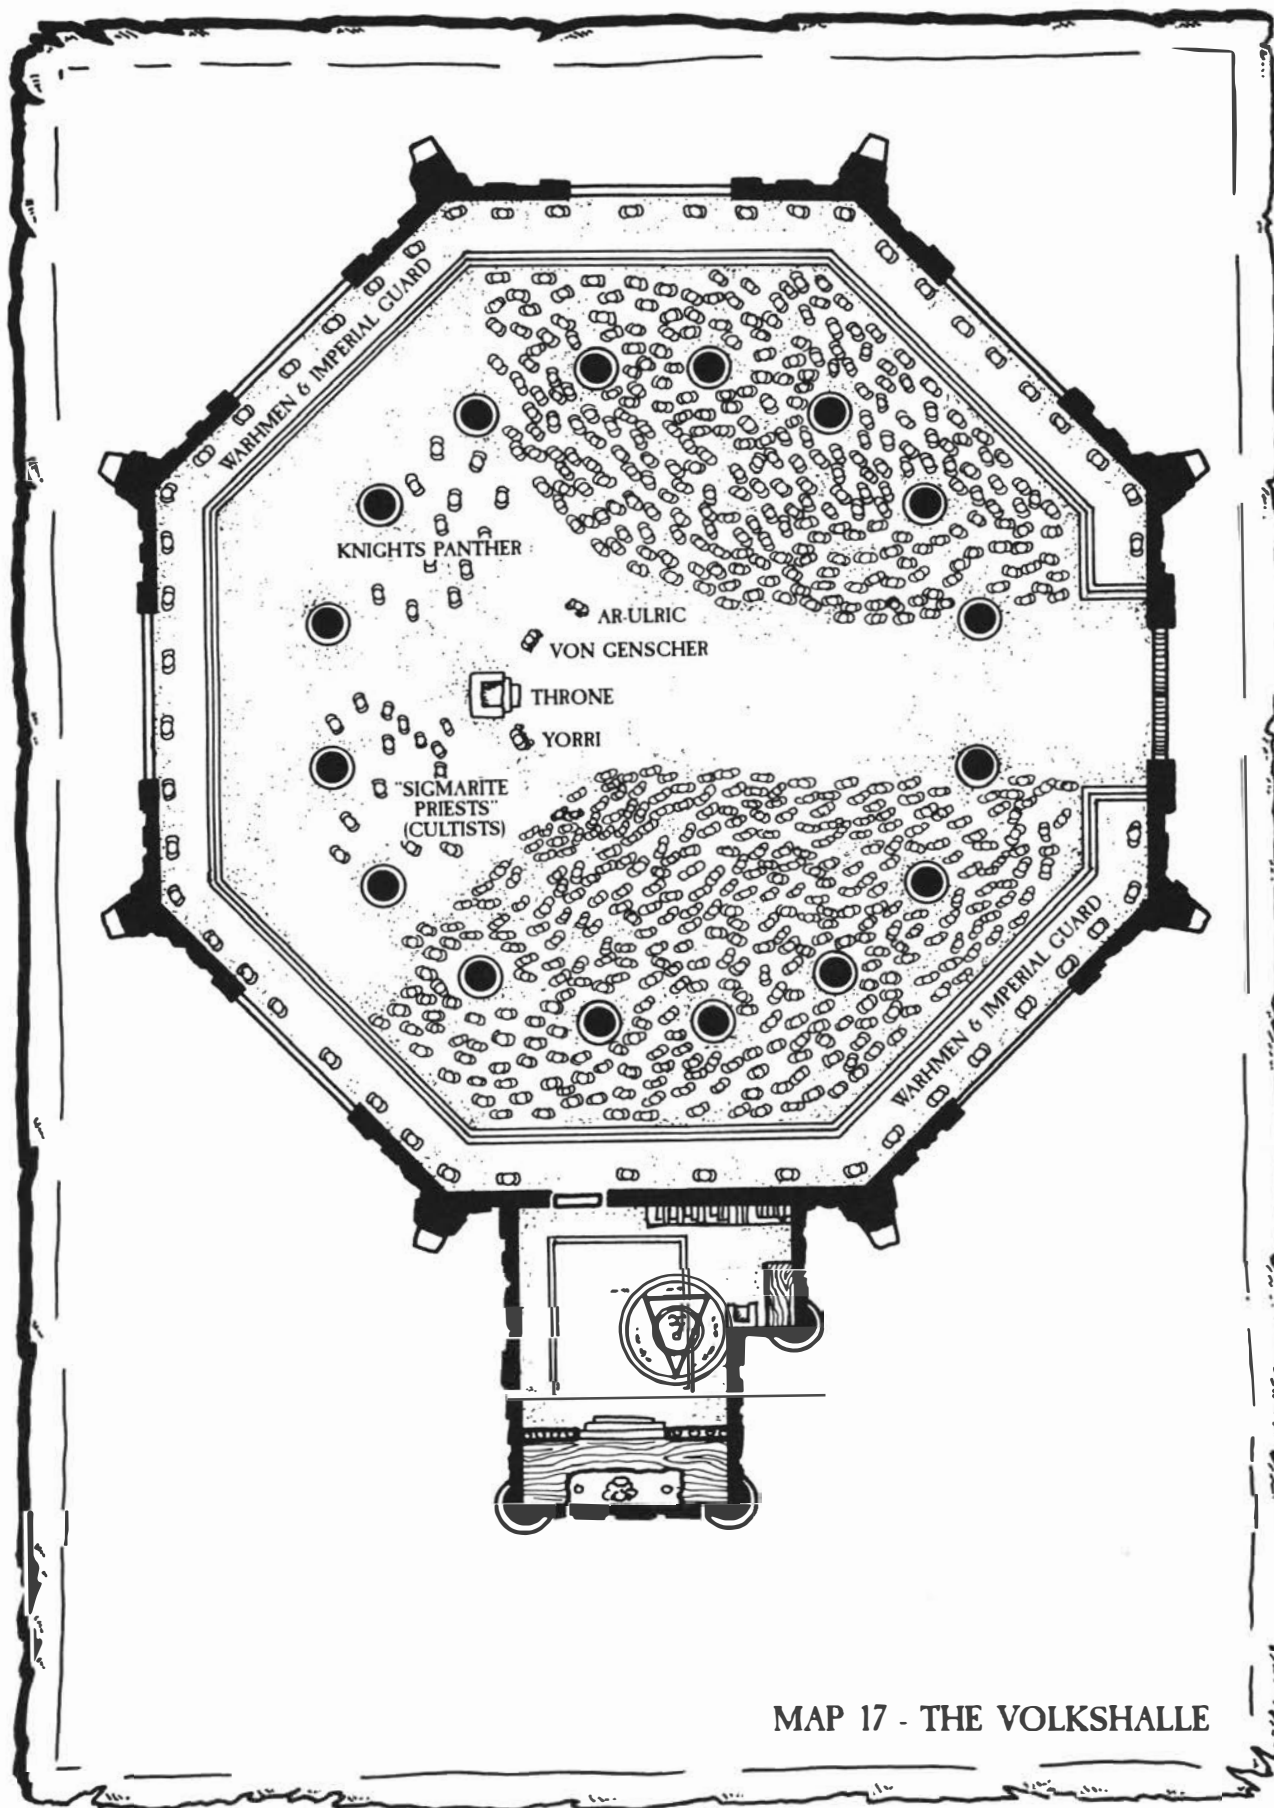 WARHMEN & IMPERIAL GUARD
KNIGHTS PANTHER
AR-ULRIC
VON GENSCHER
THRONE
YORRI
"SIGMARITE
PRIESTS"
(CULTISTS)
WARHMEN & IMPERIAL GUARD
MAP 17 - THE VOLKSHALLE